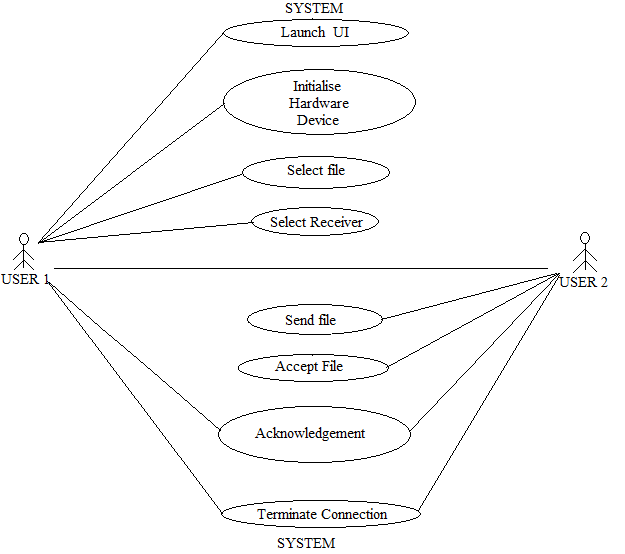 SYSTEM
Launch UI
Initialise
Hardware
Device
Select file
Select Receiver
USER 1
USER 2
Send file
Accept File
Acknowledgement
Terminate Connection
SYSTEM